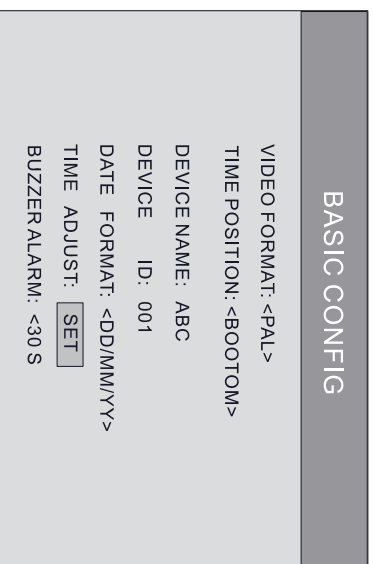 BASIC CONFIG
VIDEO FORMAT: <PAL>
TIME POSITION: <BOOTOM>
DEVICE NAME: ABC
DEVICE ID: 001
DATE FORMAT: <DD/MM/YY>
TIME ADJUST: SET
BUZZER ALARM: <30 S